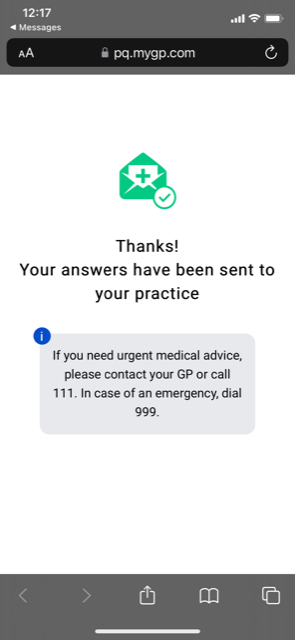 12:17
◀ Messages
AA
pq.mygp.com
Thanks!
Your answers have been sent to
your practice
i
If you need urgent medical advice,
please contact your GP or call
111. In case of an emergency, dial
999.